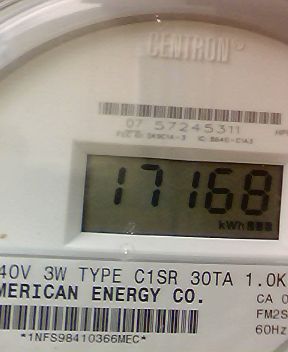 CENTRON®
07 57245311
17168
kWh
40V 3W TYPE C1SR 30TA 1.0K
MERICAN ENERGY CO.
CA 0
FM2S
60Hz
*1NFS98410366MEC*